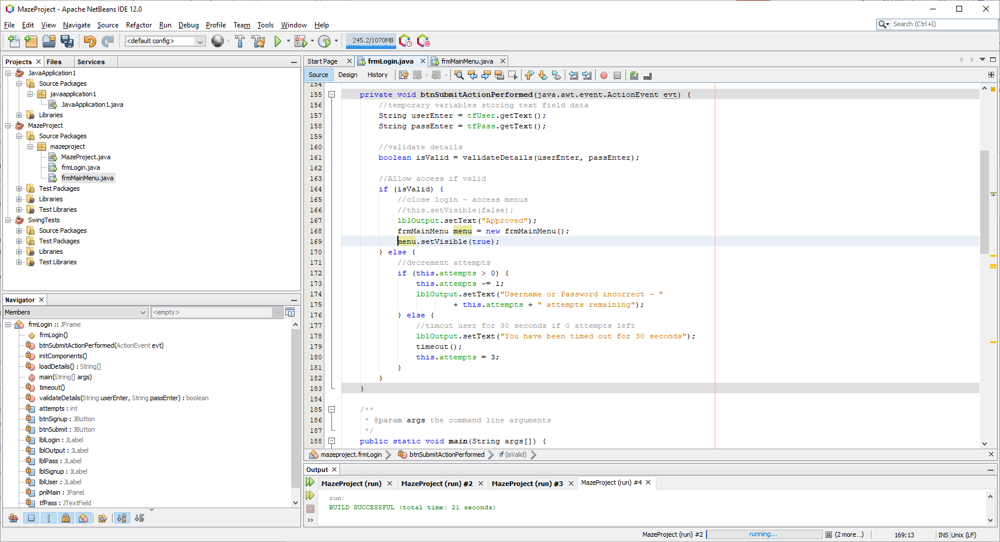 MazeProject - Apache NetBeans IDE 12.0
File Edit View Navigate Source Refactor Run Debug Profile Team Tools Window Help
Search (Ctrl+I)
<default config>
245.2/1070MB
Projects Files Services
JavaApplication1
Source Packages
javaapplication1
JavaApplication1.java
Libraries
MazeProject
Source Packages
mazeproject
MazeProject.java
frmLogin.java
frmMainMenu.java
Test Packages
Libraries
Test Libraries
SwingTests
Source Packages
Test Packages
Libraries
Test Libraries
Navigator
Members <empty>
frmLogin :: JFrame
frmLogin()
btnSubmitActionPerformed(ActionEvent evt)
initComponents()
loadDetails() : String[]
main(String[] args)
timeout()
validateDetails(String userEnter, String passEnter) : boolean
attempts : int
btnSignup : JButton
btnSubmit : JButton
lblLogin : JLabel
lblOutput : JLabel
lblPass : JLabel
lblSignup : JLabel
lblUser : JLabel
pnlMain : JPanel
tfPass : JTextField
Start Page frmLogin.java frmMainMenu.java
Source Design History
154
155 private void btnSubmitActionPerformed(java.awt.event.ActionEvent evt) {
156 //temporary variables storing text field data
157 String userEnter = tfUser.getText();
158 String passEnter = tfPass.getText();
159
160 //validate details
161 boolean isValid = validateDetails(userEnter, passEnter);
162
163 //Allow access if valid
164 if (isValid) {
165 //close login - access menus
166 //this.setVisible(false);
167 lblOutput.setText("Approved");
168 frmMainMenu menu = new frmMainMenu();
169 menu.setVisible(true);
170 } else {
171 //decrement attempts
172 if (this.attempts > 0) {
173 this.attempts -= 1;
174 lblOutput.setText("Username or Password incorrect - "
175 + this.attempts + " attempts remaining");
176 } else {
177 //timout user for 30 seconds if 0 attempts left
178 lblOutput.setText("You have been timed out for 30 seconds");
179 timeout();
180 this.attempts = 3;
181 }
182 }
183 }
184
185 /**
186 * @param args the command line arguments
187 */
188 public static void main(String args[]) {
mazeproject.frmLogin btnSubmitActionPerformed if (isValid)
Output
MazeProject (run) MazeProject (run) #2 MazeProject (run) #3 MazeProject (run) #4
run:
BUILD SUCCESSFUL (total time: 21 seconds)
MazeProject (run) #2 running... (2 more...) 169:13 INS Unix (LF)